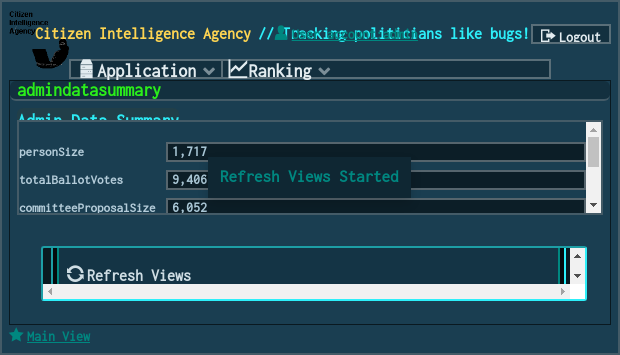 Citizen
Intelligence
Agency
Citizen Intelligence Agency // Tracking politicians like bugs!
Logout
Application
Ranking
admindatasummary
Admin Data Summary
personSize 1,717
totalBallotVotes 9,406
committeeProposalSize 6,052
Refresh Views Started
Refresh Views
Main View